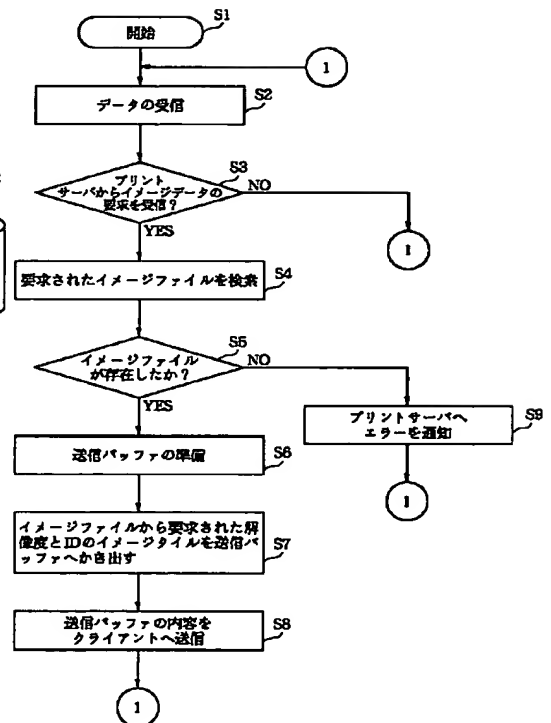 開始
S1
1
データの受信
S2
プリント
サーバからイメージデータの
要求を受信？
S3
NO
YES
1
要求されたイメージファイルを検索
S4
イメージファイル
が存在したか？
S5
NO
YES
プリントサーバへ
エラーを通知
S9
1
送信バッファの準備
S6
イメージファイルから要求された解
像度とIDのイメージタイルを送信バ
ッファへかき出す
S7
送信バッファの内容を
クライアントへ送信
S8
1